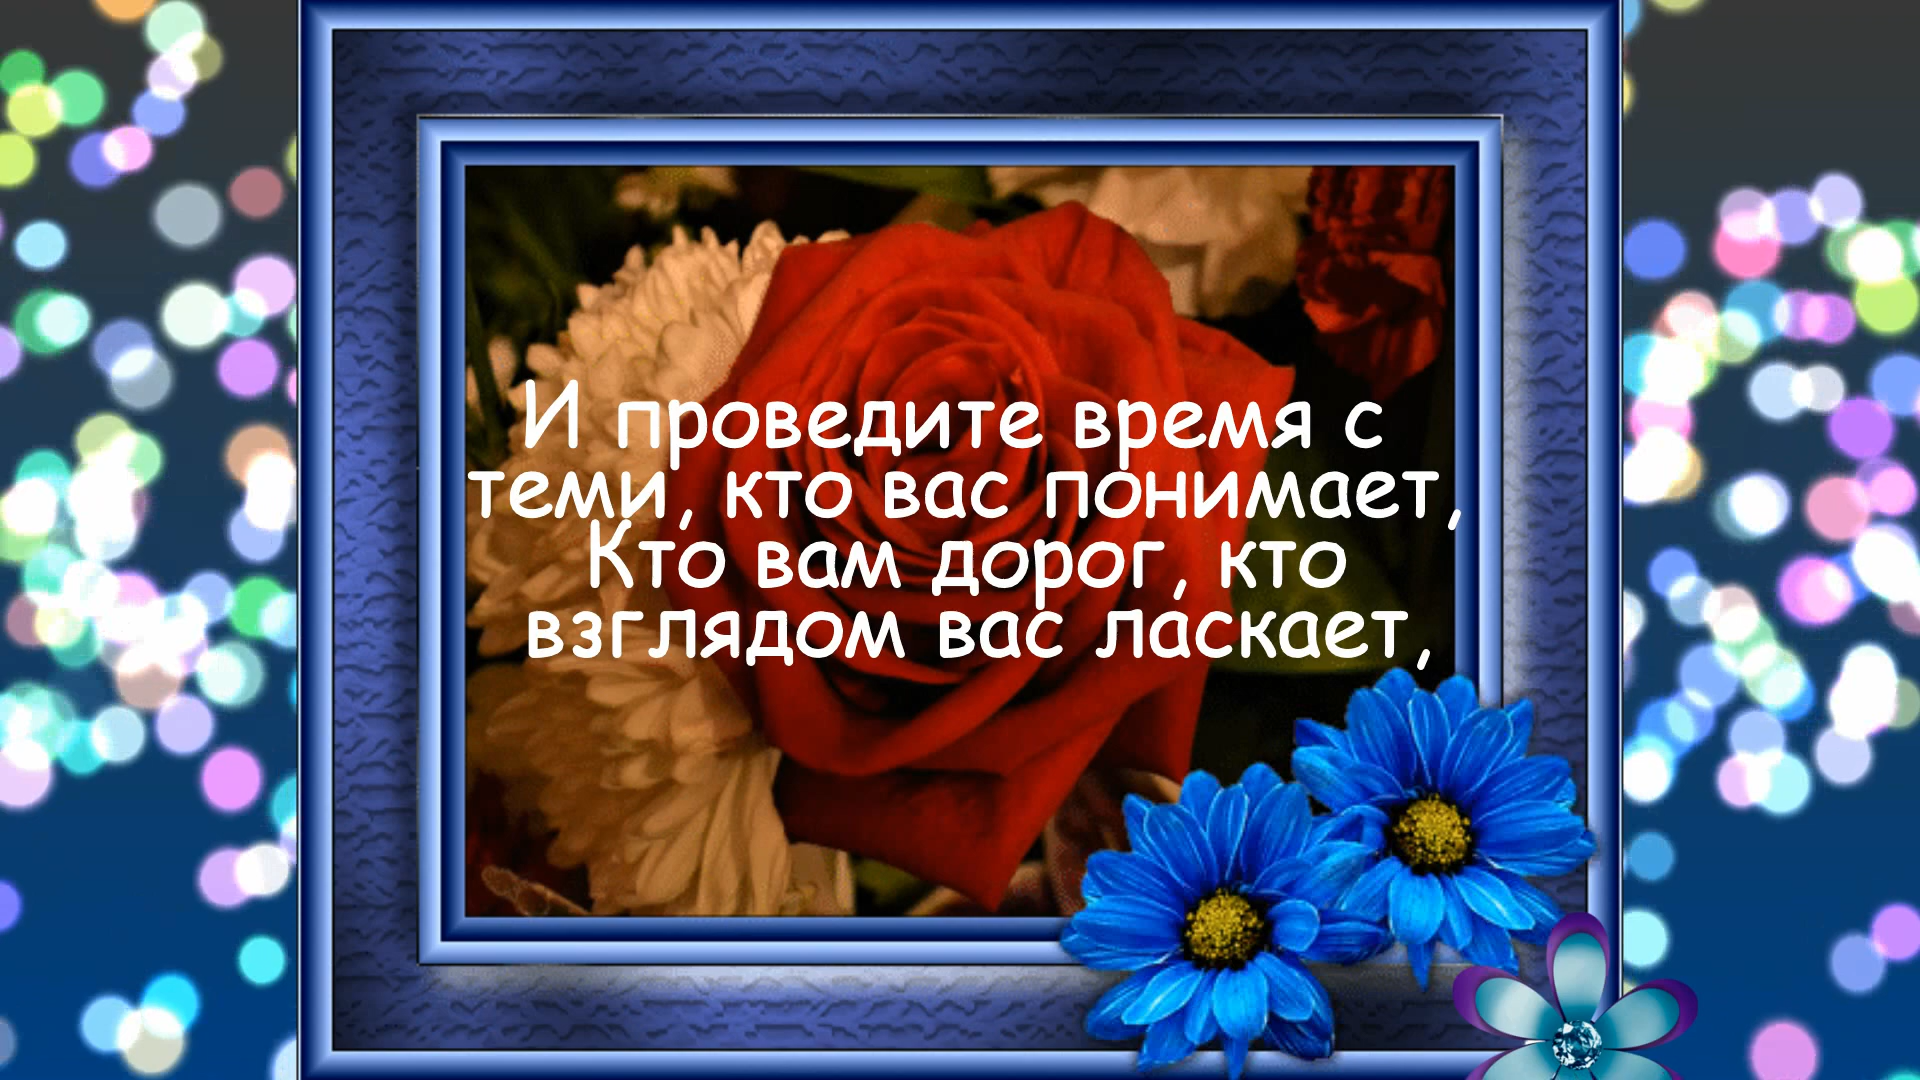 И проведите время с
теми, кто вас понимает,
Кто вам дорог, кто
взглядом вас ласкает,